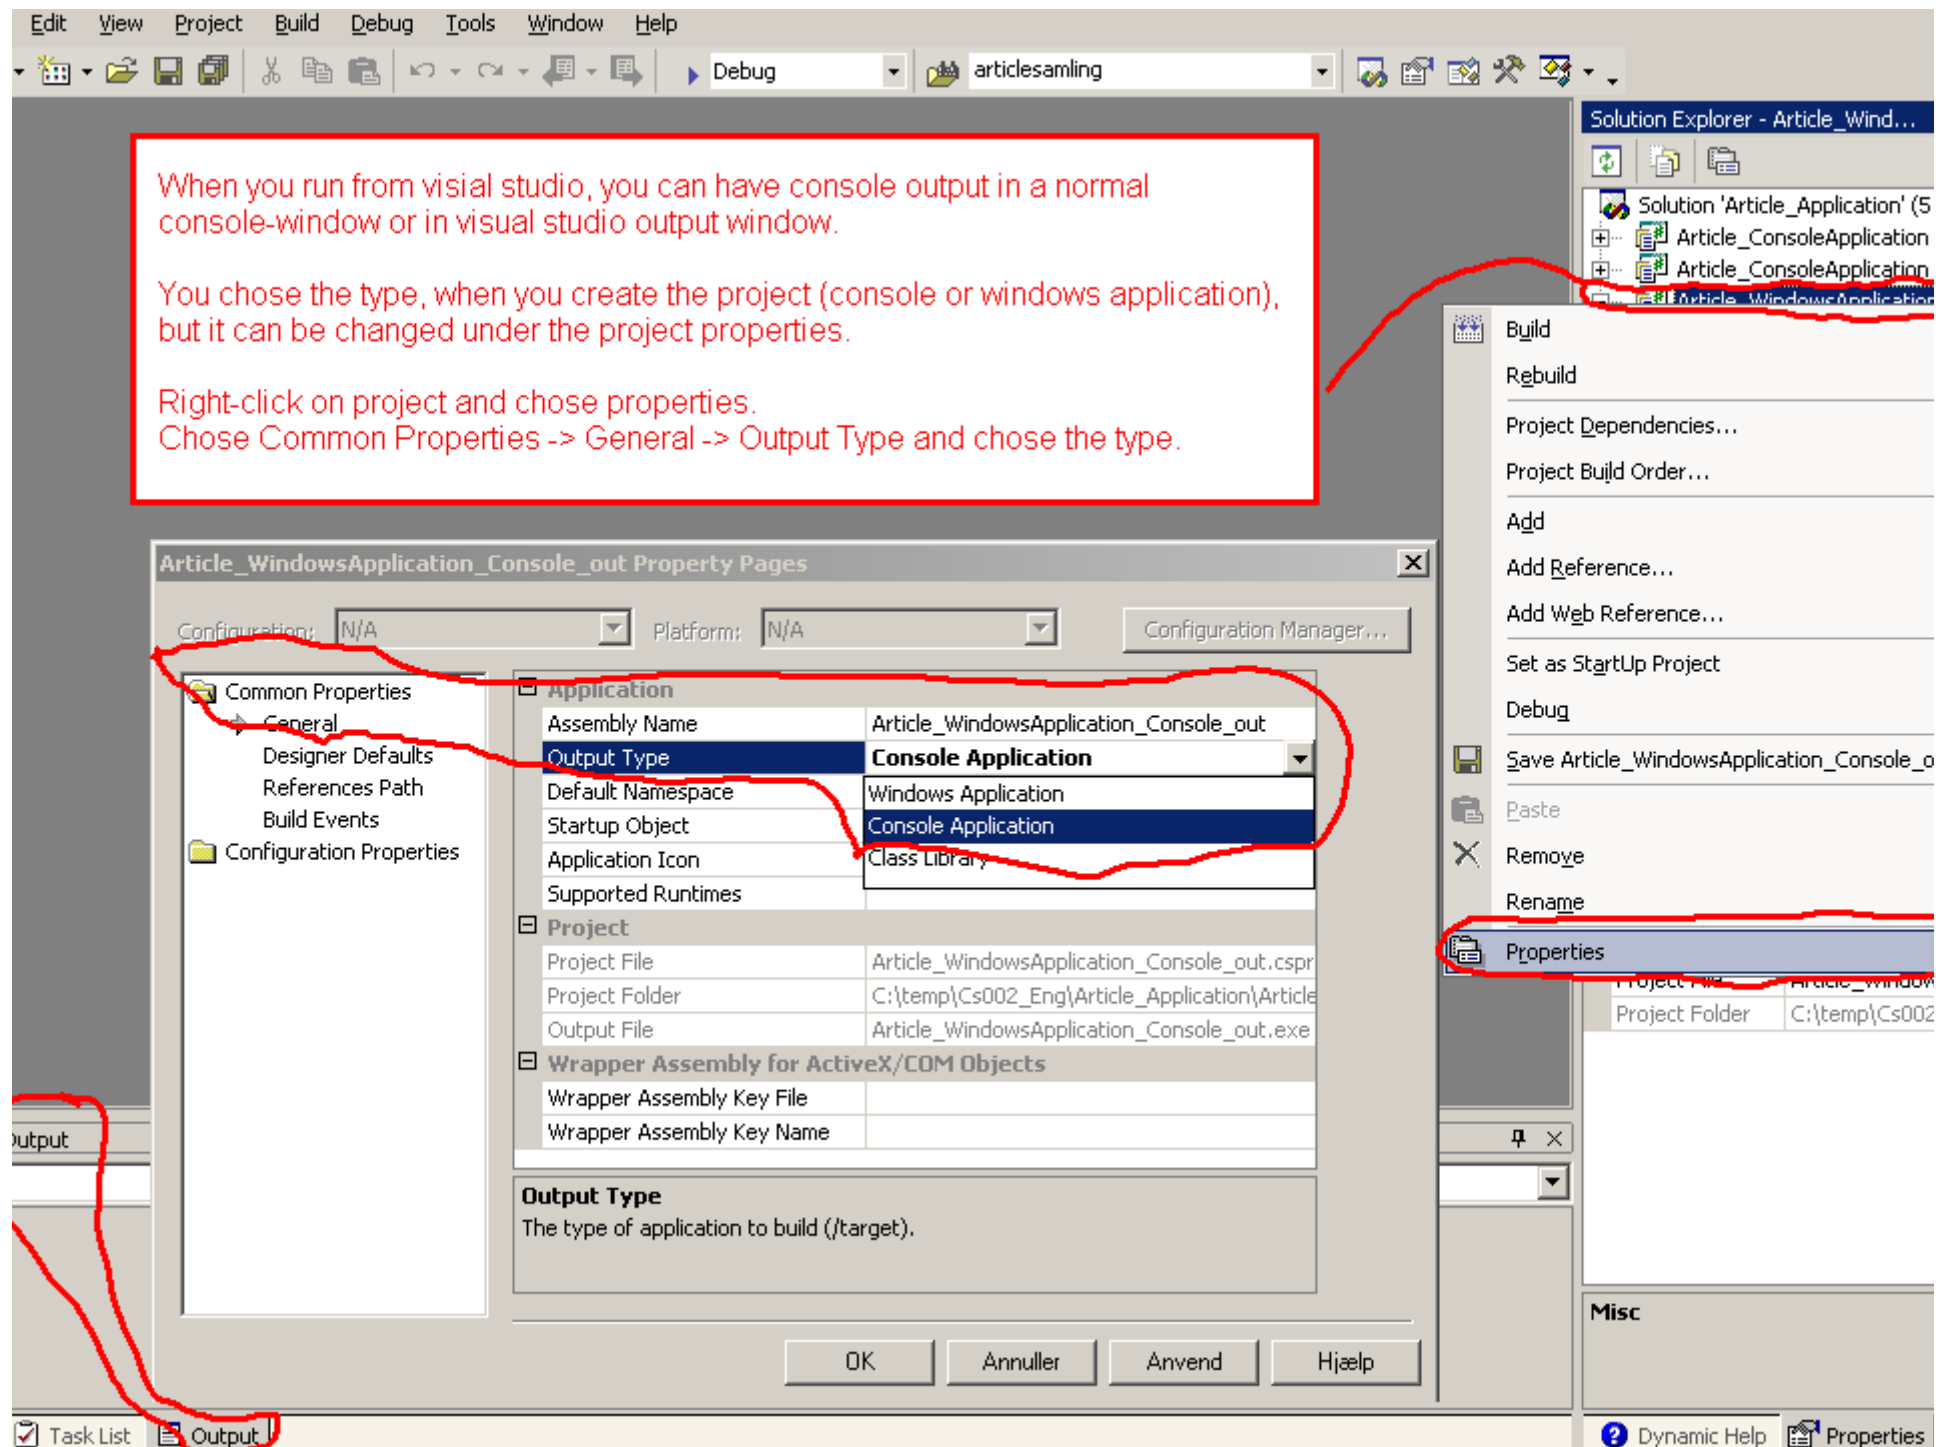 Edit View Project Build Debug Tools Window Help
Debug articlesamling
Solution Explorer - Article_Wind...
Solution 'Article_Application' (5
Article_ConsoleApplication
Article_ConsoleApplication
Article_WindowsApplication
When you run from visial studio, you can have console output in a normal
console-window or in visual studio output window.
You chose the type, when you create the project (console or windows application),
but it can be changed under the project properties.
Right-click on project and chose properties.
Chose Common Properties -> General -> Output Type and chose the type.
Build
Rebuild
Project Dependencies...
Project Build Order...
Add
Add Reference...
Add Web Reference...
Set as StartUp Project
Debug
Save Article_WindowsApplication_Console_o
Paste
Remove
Rename
Properties
Project File Article_Window
Project Folder C:\temp\Cs002
Article_WindowsApplication_Console_out Property Pages
Configuration: N/A Platform: N/A Configuration Manager...
Common Properties
General
Designer Defaults
References Path
Build Events
Configuration Properties
Application
Assembly Name Article_WindowsApplication_Console_out
Output Type Console Application
Default Namespace Windows Application
Startup Object Console Application
Application Icon Class Library
Supported Runtimes
Project
Project File Article_WindowsApplication_Console_out.cspr
Project Folder C:\temp\Cs002_Eng\Article_Application\Article
Output File Article_WindowsApplication_Console_out.exe
Wrapper Assembly for ActiveX/COM Objects
Wrapper Assembly Key File
Wrapper Assembly Key Name
Output Type
The type of application to build (/target).
OK Annuller Anvend Hjælp
Output
Misc
Task List Output
Dynamic Help Properties